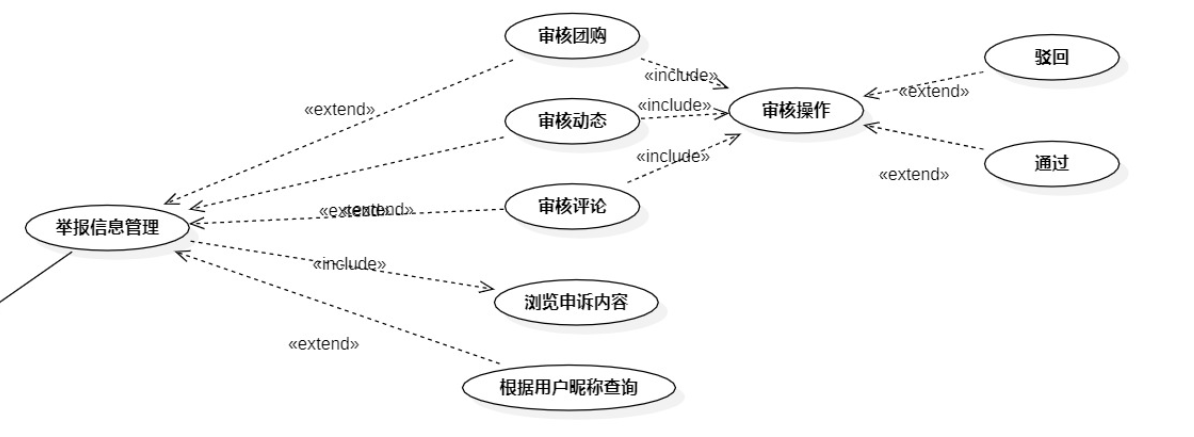 审核团购
驳回
«include»
«extend»
«extend»
«include»
审核操作
审核动态
«include»
通过
«extend»
审核评论
«extend»
«extend»
举报信息管理
«include»
浏览申诉内容
«extend»
根据用户昵称查询